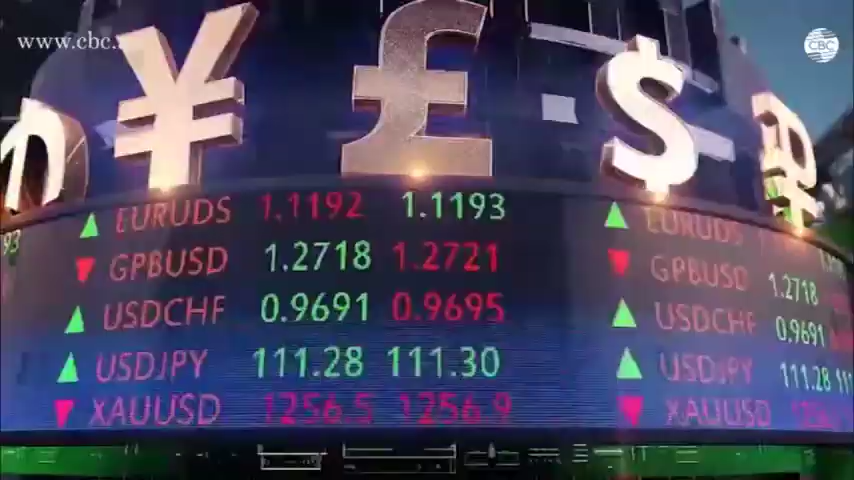 www.cbc.
CBC
₼ ¥ £ $ ₽
EURUDS 1.1192 1.1193
GPBUSD 1.2718 1.2721
USDCHF 0.9691 0.9695
USDJPY 111.28 111.30
XAUUSD 1256.5 1256.9
93
EURUDS
GPBUSD 1.2718
USDCHF 0.9691
USDJPY 111.28 11
XAUUSD